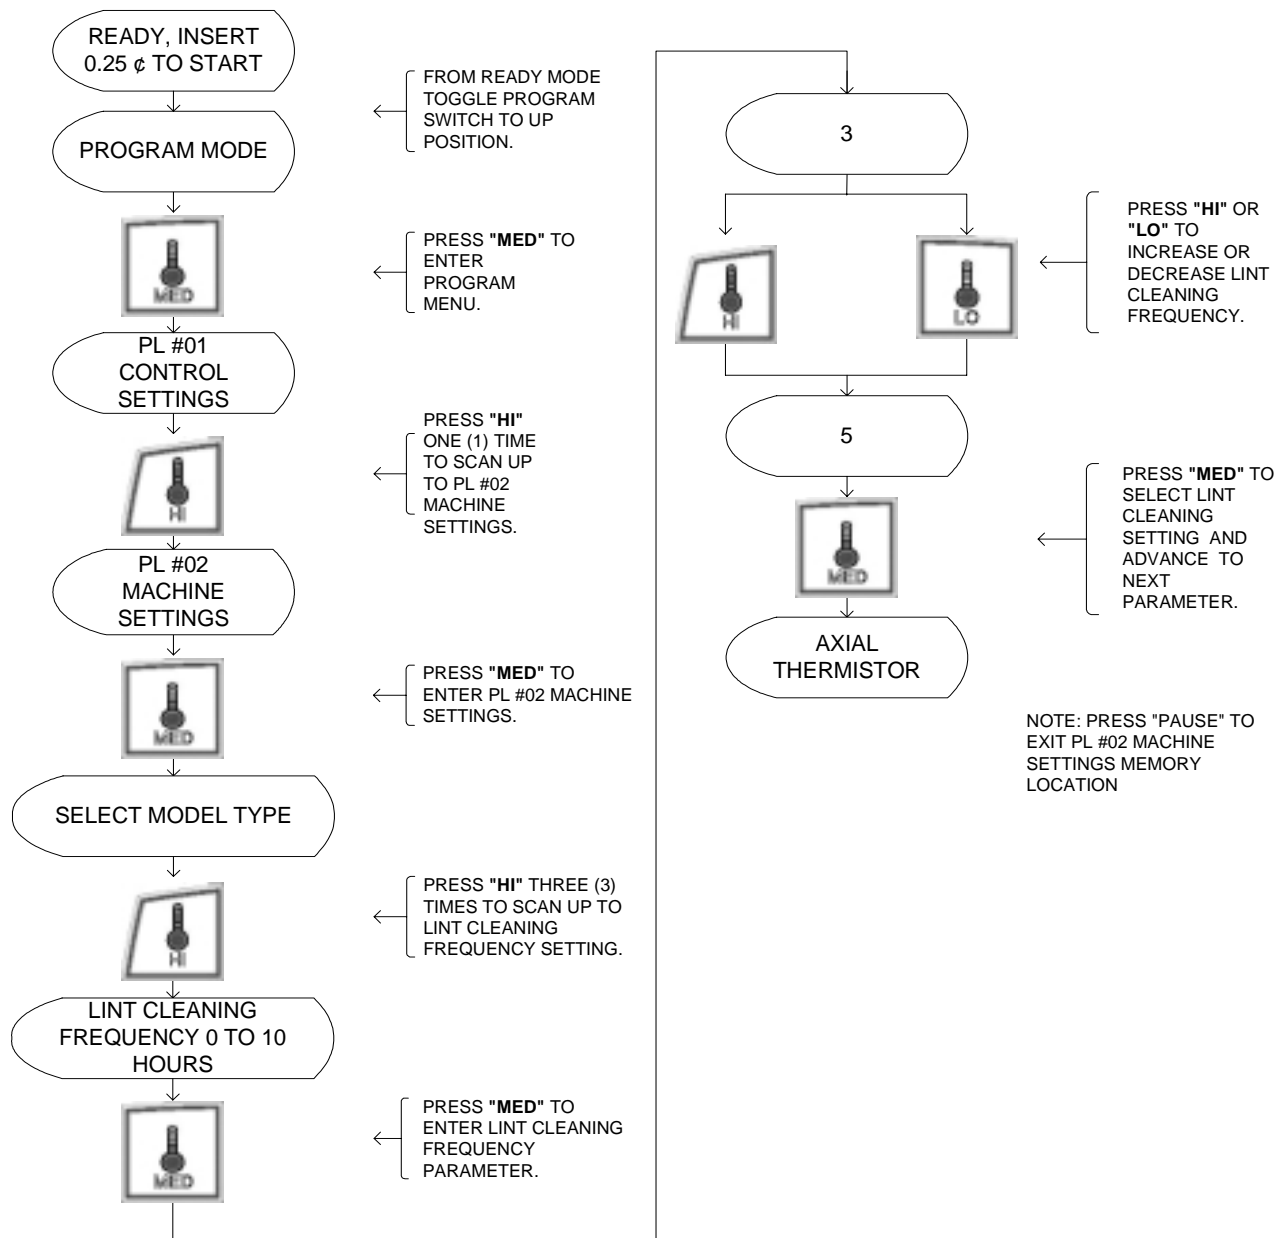 READY, INSERT
0.25 ¢ TO START
FROM READY MODE
TOGGLE PROGRAM
SWITCH TO UP
POSITION.
PROGRAM MODE
MED
PRESS "MED" TO
ENTER
PROGRAM
MENU.
PL #01
CONTROL
SETTINGS
HI
PRESS "HI"
ONE (1) TIME
TO SCAN UP
TO PL #02
MACHINE
SETTINGS.
PL #02
MACHINE
SETTINGS
MED
PRESS "MED" TO
ENTER PL #02 MACHINE
SETTINGS.
SELECT MODEL TYPE
HI
PRESS "HI" THREE (3)
TIMES TO SCAN UP TO
LINT CLEANING
FREQUENCY SETTING.
LINT CLEANING
FREQUENCY 0 TO 10
HOURS
MED
PRESS "MED" TO
ENTER LINT CLEANING
FREQUENCY
PARAMETER.
3
HI
LO
PRESS "HI" OR
"LO" TO
INCREASE OR
DECREASE LINT
CLEANING
FREQUENCY.
5
MED
PRESS "MED" TO
SELECT LINT
CLEANING
SETTING AND
ADVANCE TO
NEXT
PARAMETER.
AXIAL
THERMISTOR
NOTE: PRESS "PAUSE" TO
EXIT PL #02 MACHINE
SETTINGS MEMORY
LOCATION